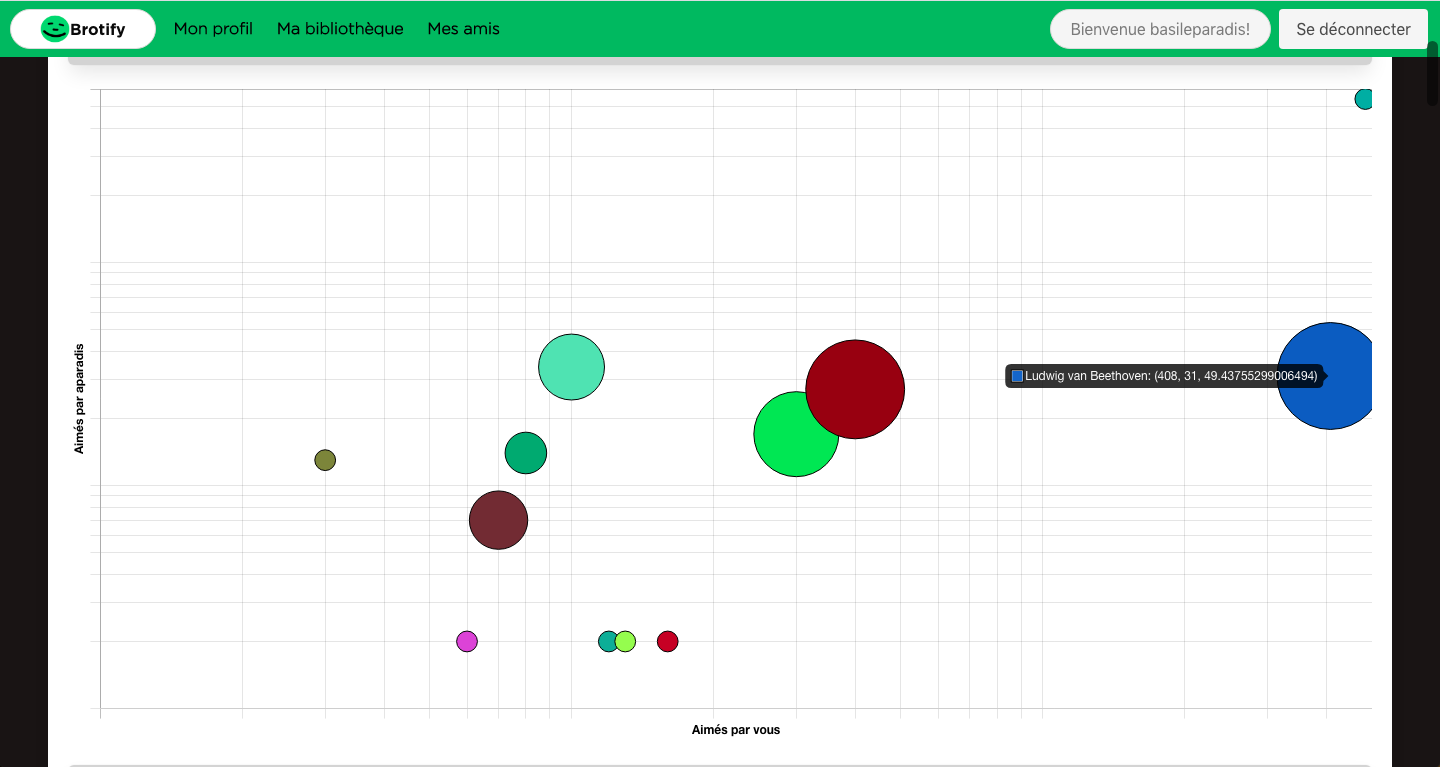 Brotify Mon profil Ma bibliothèque Mes amis Bienvenue basileparadis! Se déconnecter
Aimés par aparadis
Ludwig van Beethoven: (408, 31, 49.43755299006494)
Aimés par vous